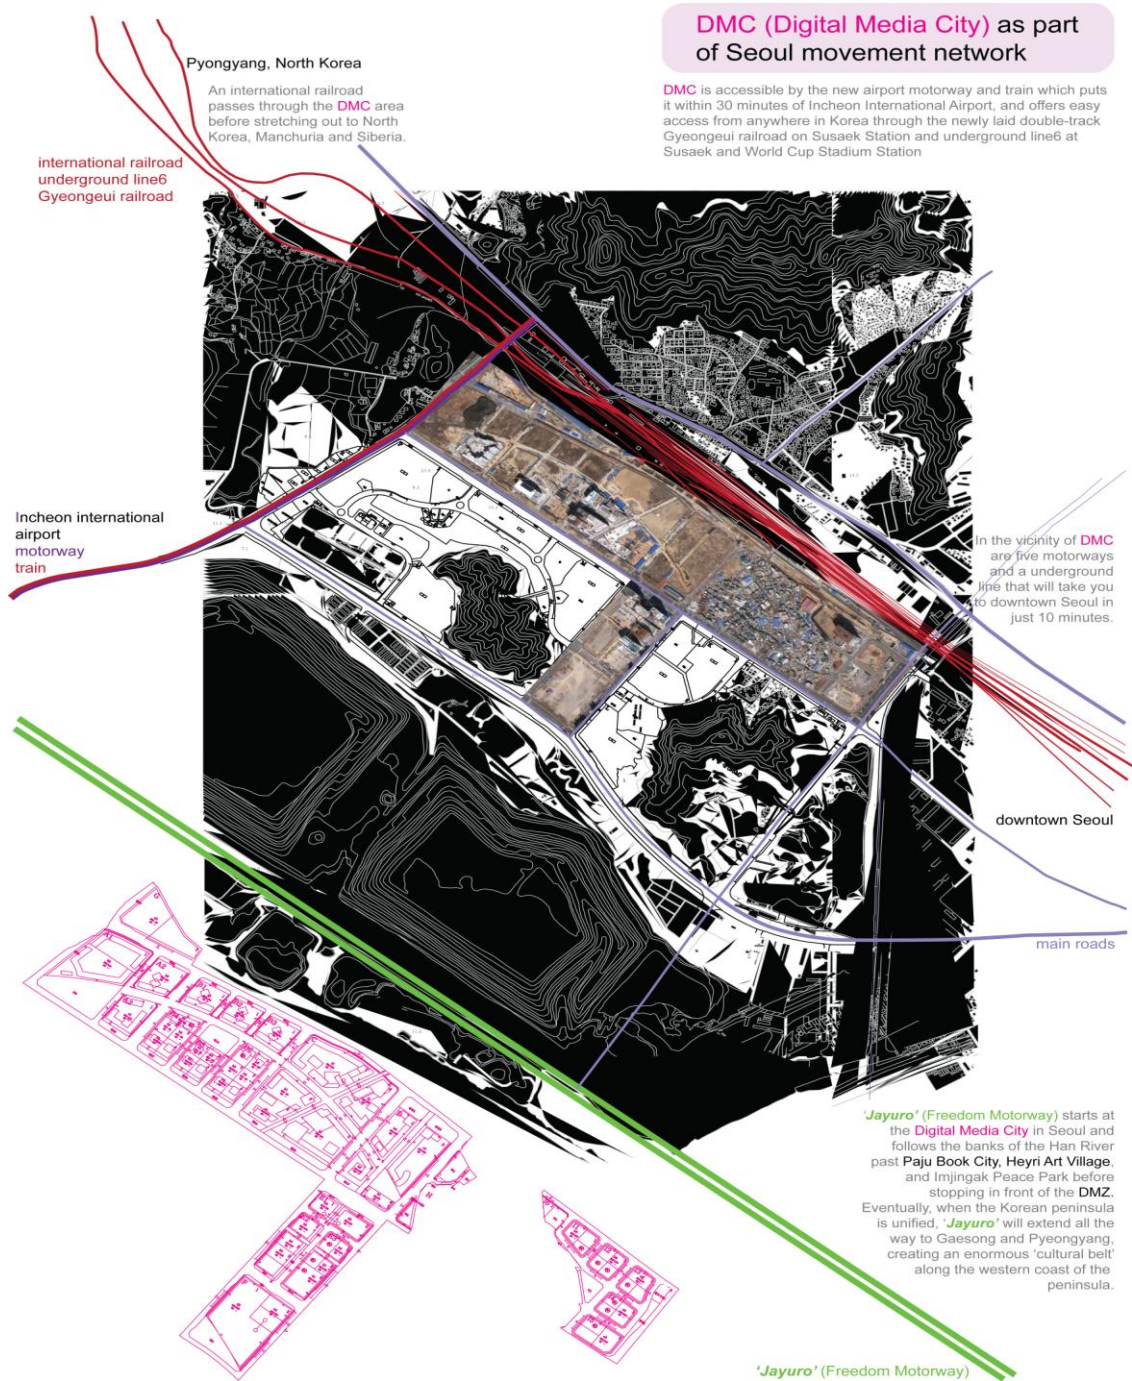 DMC (Digital Media City) as part
of Seoul movement network
DMC is accessible by the new airport motorway and train which puts
it within 30 minutes of Incheon International Airport, and offers easy
access from anywhere in Korea through the newly laid double-track
Gyeongeui railroad on Susaek Station and underground line6 at
Susaek and World Cup Stadium Station
Pyongyang, North Korea
An international railroad
passes through the DMC area
before stretching out to North
Korea, Manchuria and Siberia.
international railroad
underground line6
Gyeongeui railroad
Incheon international
airport
motorway
train
In the vicinity of DMC
are five motorways
and a underground
line that will take you
to downtown Seoul in
just 10 minutes.
downtown Seoul
main roads
'Jayuro' (Freedom Motorway) starts at
the Digital Media City in Seoul and
follows the banks of the Han River
past Paju Book City, Heyri Art Village,
and Imjingak Peace Park before
stopping in front of the DMZ.
Eventually, when the Korean peninsula
is unified, 'Jayuro' will extend all the
way to Gaesong and Pyeongyang,
creating an enormous 'cultural belt'
along the western coast of the
peninsula.
'Jayuro' (Freedom Motorway)